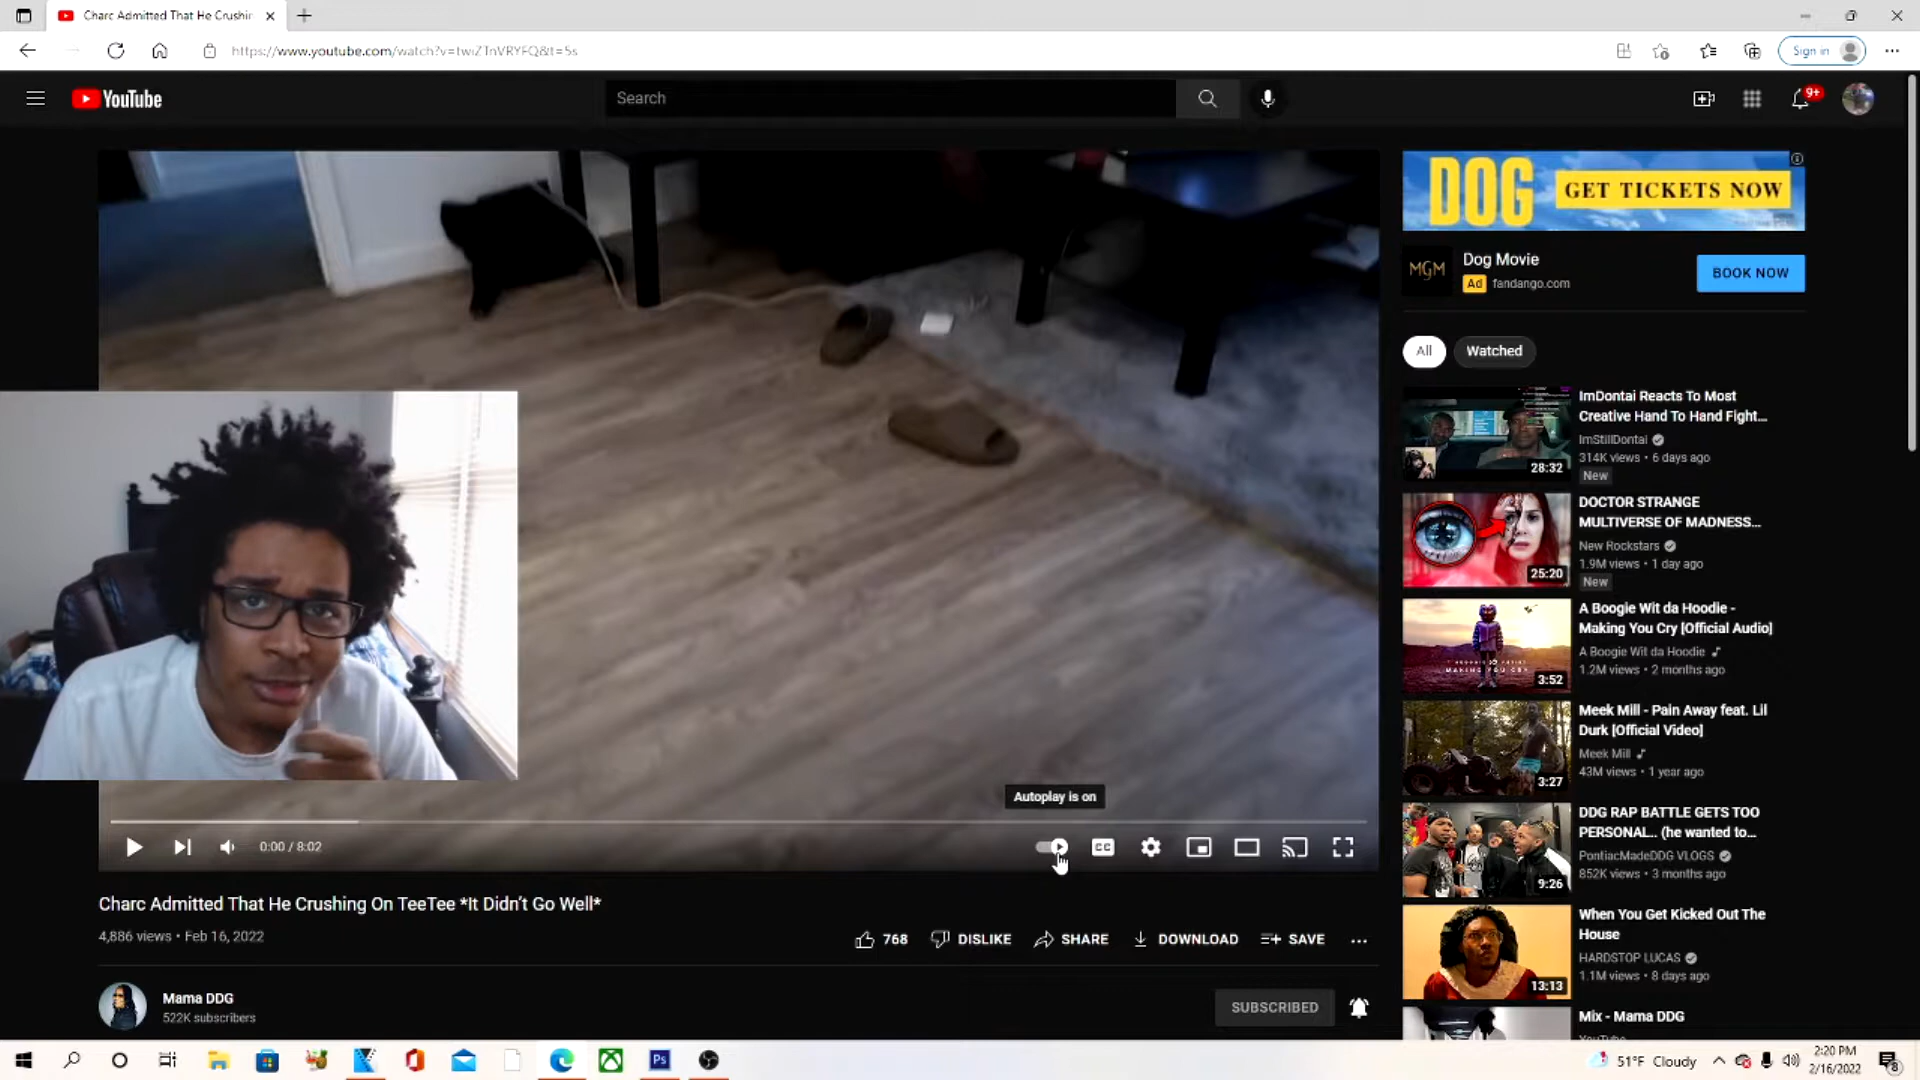 Charc Admitted That He Crushin
https://www.youtube.com/watch?v=twiZTnVRYFQ&t=5s
Sign in
YouTube
Search
9+
DOG
GET TICKETS NOW
MGM
Dog Movie
Ad fandango.com
BOOK NOW
All
Watched
ImDontai Reacts To Most
Creative Hand To Hand Fight...
ImStillDontai
314K views • 6 days ago
New
28:32
DOCTOR STRANGE
MULTIVERSE OF MADNESS...
New Rockstars
1.9M views • 1 day ago
New
25:20
A Boogie Wit da Hoodie -
Making You Cry [Official Audio]
A Boogie Wit da Hoodie
1.2M views • 2 months ago
MAKING YOU CRY
3:52
Meek Mill - Pain Away feat. Lil
Durk [Official Video]
Meek Mill
43M views • 1 year ago
3:27
DDG RAP BATTLE GETS TOO
PERSONAL.. (he wanted to...
PontiacMadeDDG VLOGS
852K views • 3 months ago
9:26
When You Get Kicked Out The
House
HARDSTOP LUCAS
1.1M views • 8 days ago
13:13
Mix - Mama DDG
YouTube
Autoplay is on
0:00 / 8:02
CC
Charc Admitted That He Crushing On TeeTee *It Didn't Go Well*
4,886 views • Feb 16, 2022
768
DISLIKE
SHARE
DOWNLOAD
SAVE
Mama DDG
522K subscribers
SUBSCRIBED
Ps
51°F Cloudy
2:20 PM
2/16/2022
8